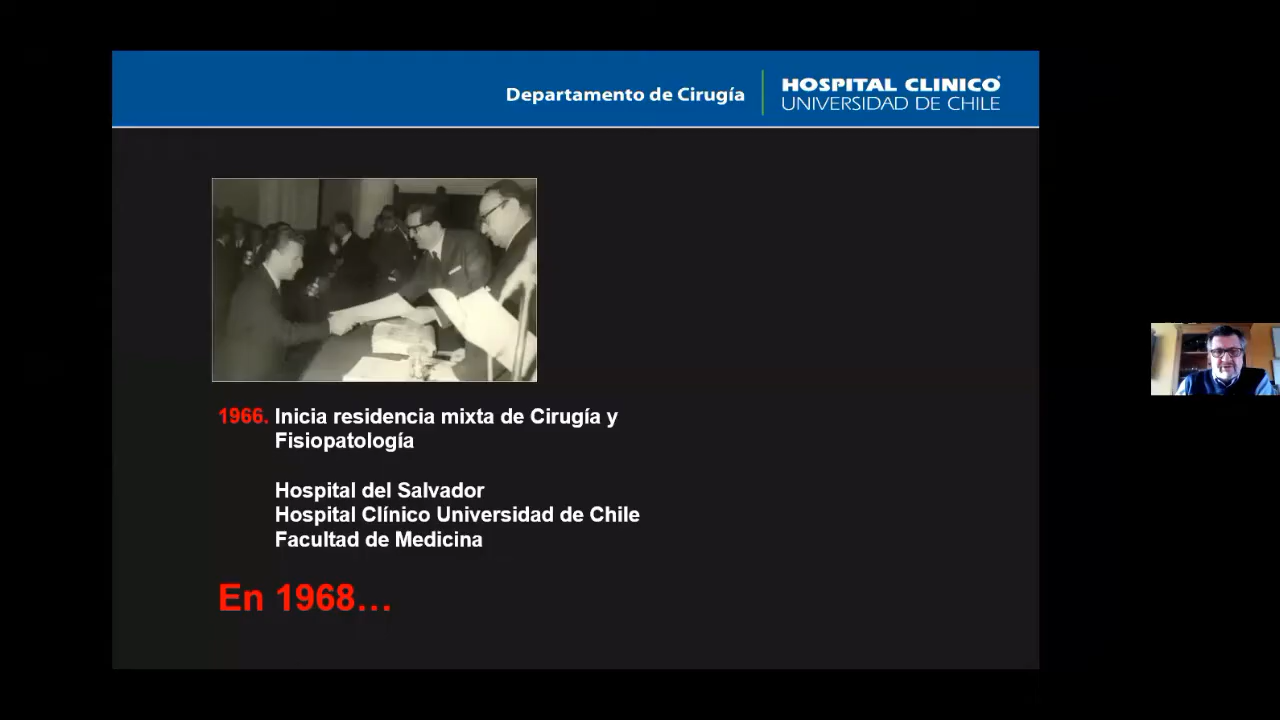 Departamento de Cirugía
HOSPITAL CLINICO
UNIVERSIDAD DE CHILE
1966. Inicia residencia mixta de Cirugía y
Fisiopatología
Hospital del Salvador
Hospital Clínico Universidad de Chile
Facultad de Medicina
En 1968...